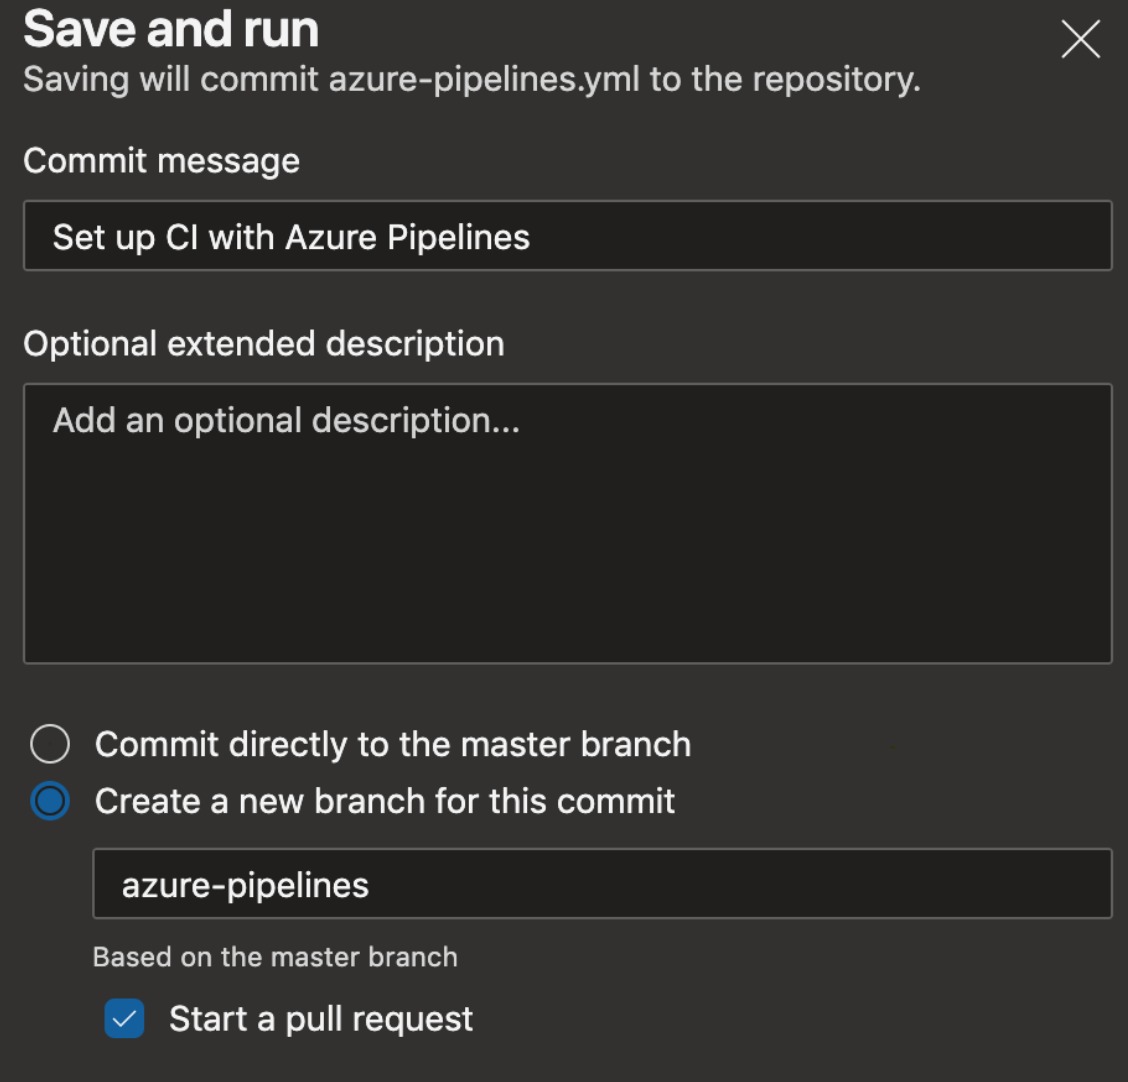 Save and run
Saving will commit azure-pipelines.yml to the repository.
Commit message
Set up CI with Azure Pipelines
Optional extended description
Add an optional description...
Commit directly to the master branch
Create a new branch for this commit
azure-pipelines
Based on the master branch
Start a pull request